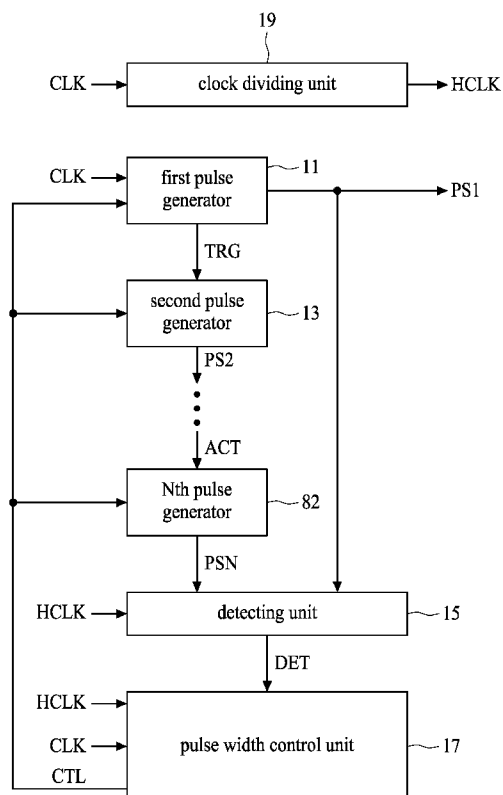 19
CLK
clock dividing unit
HCLK
11
CLK
first pulse
generator
PS1
TRG
second pulse
generator
13
PS2
ACT
Nth pulse
generator
82
PSN
HCLK
detecting unit
15
DET
HCLK
CLK
pulse width control unit
17
CTL